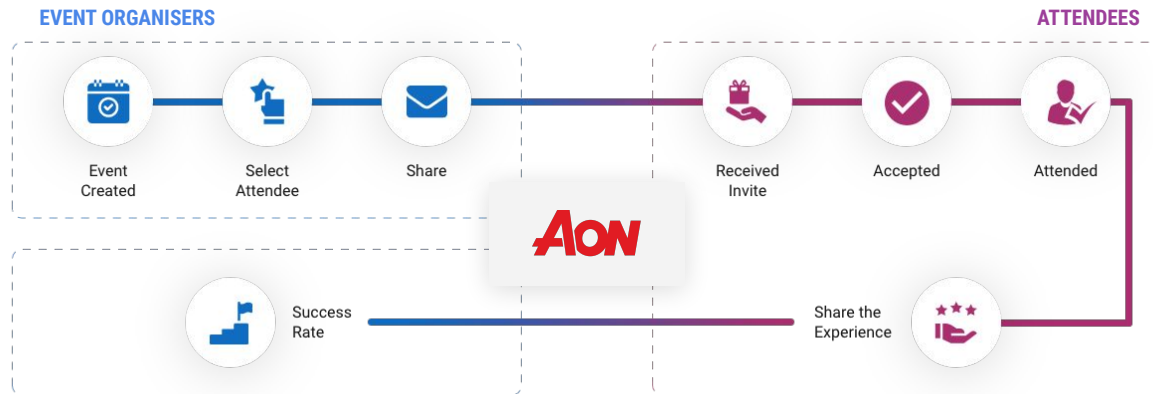 EVENT ORGANISERS
ATTENDEES
Event
Created
Select
Attendee
Share
Received
Invite
Accepted
Attended
AON
Success
Rate
Share the
Experience